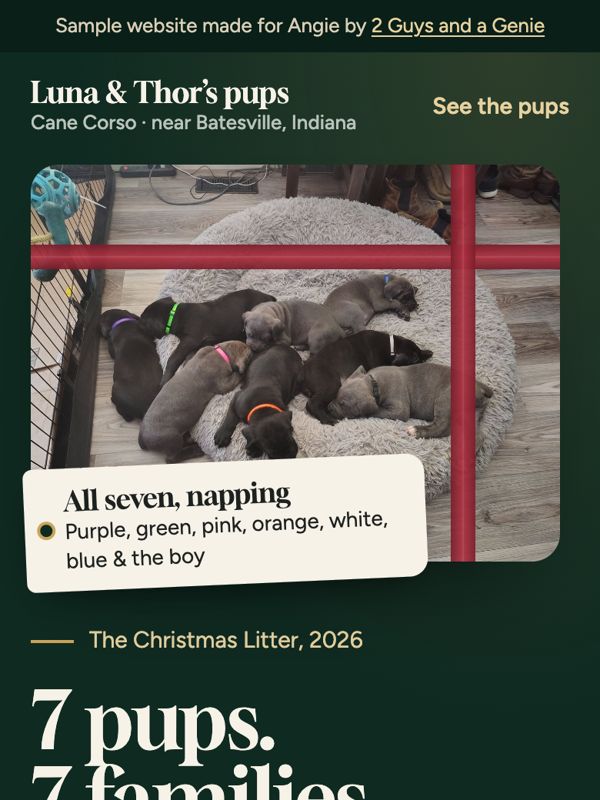 Sample website made for Angie by 2 Guys and a Genie
Luna & Thor’s pups
Cane Corso · near Batesville, Indiana
See the pups
All seven, napping
Purple, green, pink, orange, white,
blue & the boy
The Christmas Litter, 2026
7 pups.
7 families